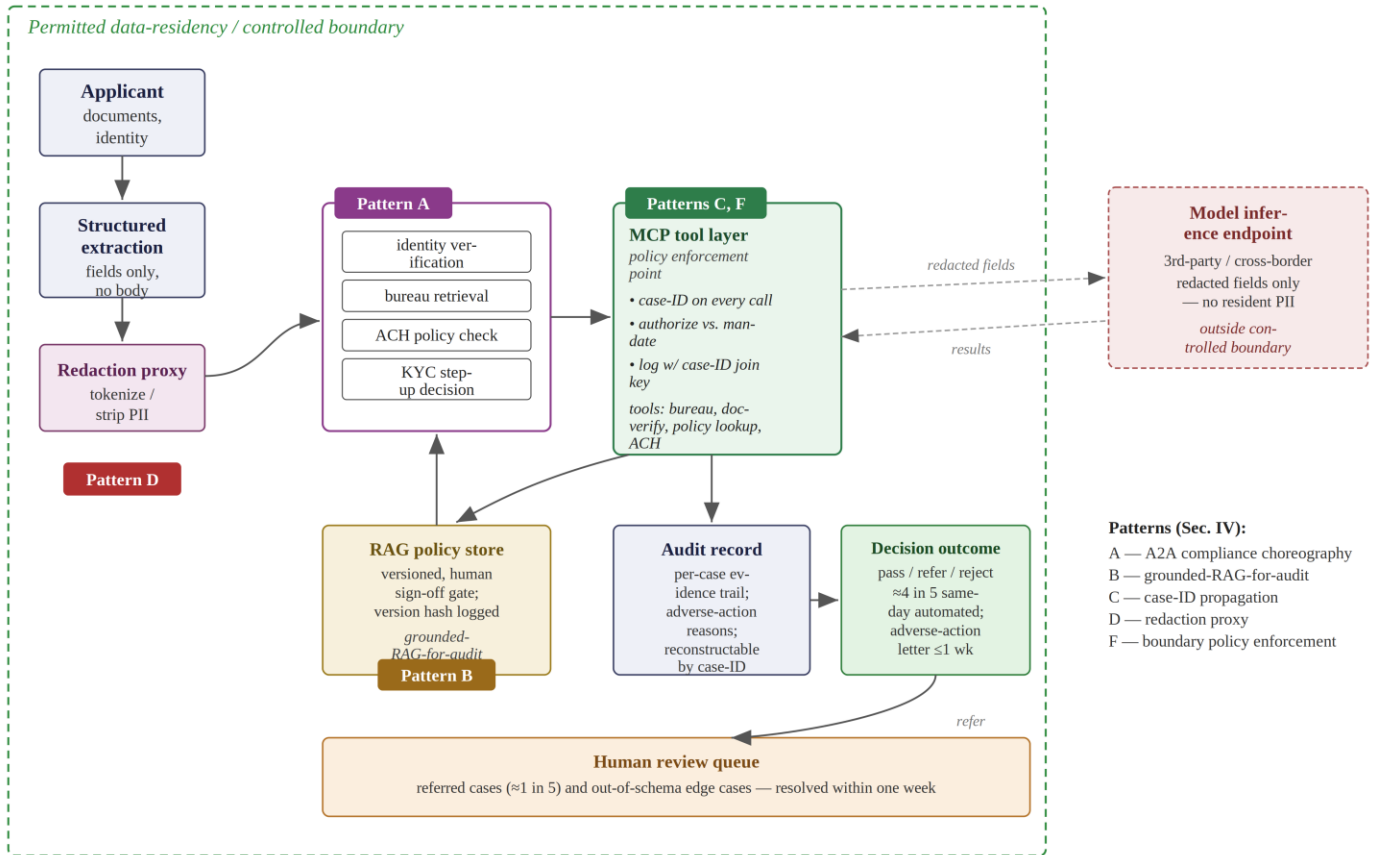 Permitted data-residency / controlled boundary
Applicant
documents,
identity
Structured
extraction
fields only,
no body
Redaction proxy
tokenize /
strip PII
Pattern D
Pattern A
identity ver-
ification
bureau retrieval
ACH policy check
KYC step-
up decision
Patterns C, F
MCP tool layer
policy enforcement
point
• case-ID on every call
• authorize vs. man-
date
• log w/ case-ID join
key
tools: bureau, doc-
verify, policy lookup,
ACH
redacted fields
results
Model infer-
ence endpoint
3rd-party / cross-border
redacted fields only
— no resident PII
outside con-
trolled boundary
RAG policy store
versioned, human
sign-off gate;
version hash logged
grounded-
RAG-for-audit
Pattern B
Audit record
per-case ev-
idence trail;
adverse-action
reasons;
reconstructable
by case-ID
Decision outcome
pass / refer / reject
≈4 in 5 same-
day automated;
adverse-action
letter ≤1 wk
Patterns (Sec. IV):
A — A2A compliance choreography
B — grounded-RAG-for-audit
C — case-ID propagation
D — redaction proxy
F — boundary policy enforcement
refer
Human review queue
referred cases (≈1 in 5) and out-of-schema edge cases — resolved within one week